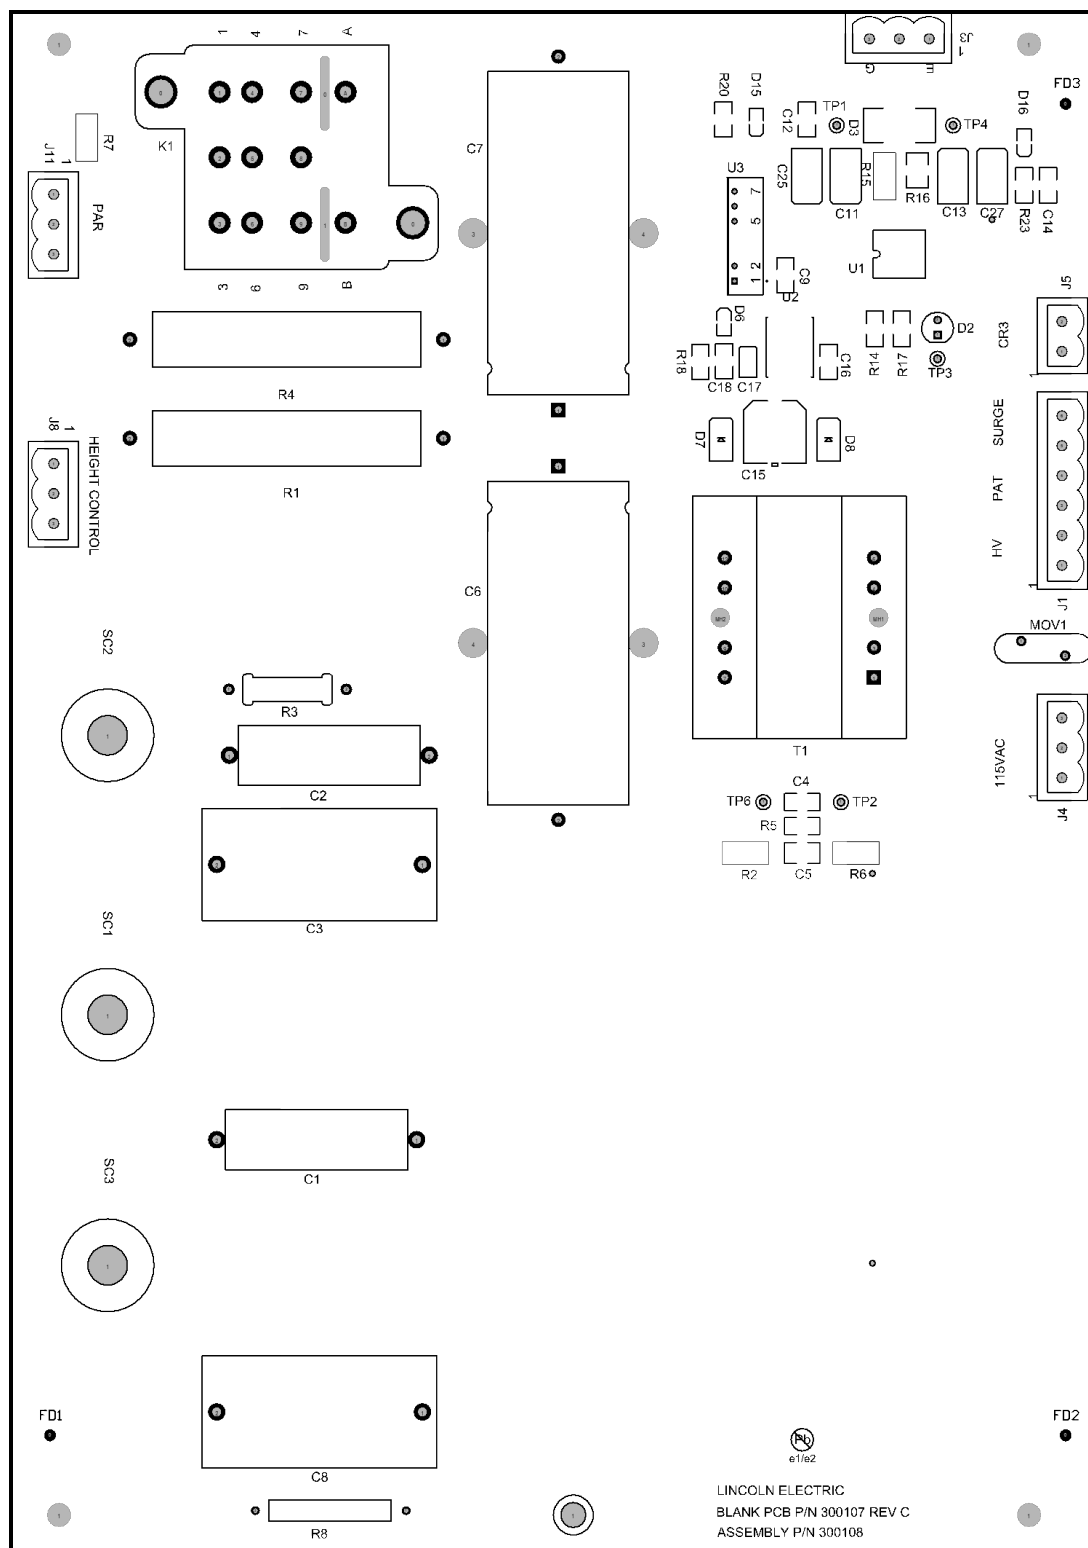 1 4 7 A
J3
1
G E
FD3
R20
D15
C12
TP1
D3
TP4
D16
R7
K1
J11 1
PAR
C7
U3
7
5
2
1
C25
C11
R15
R16
C13
C27
R23
C14
U1
C9
U2
3 6 9 B
J5
CR3
1
D6
R18
C18
C17
C16
R14
R17
D2
TP3
R4
J8 1
HEIGHT CONTROL
R1
D7
C15
D8
SURGE
PAT
HV
1
J1
C6
MH2
MH1
MOV1
SC2
R3
C2
T1
115VAC
1
J4
TP6
C4
TP2
R5
R2
C5
R6
C3
SC1
C1
SC3
FD1
FD2
Pb
e1/e2
C8
R8
LINCOLN ELECTRIC
BLANK PCB P/N 300107 REV C
ASSEMBLY P/N 300108